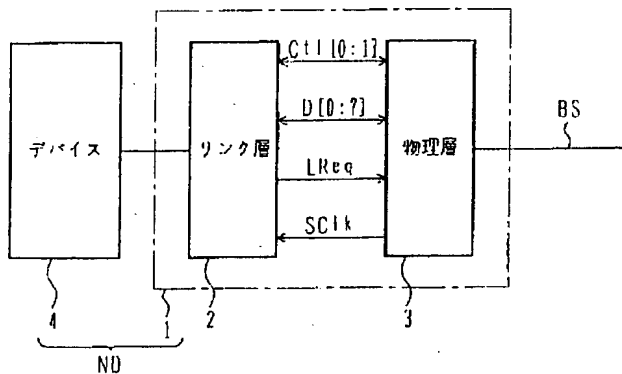 Ctl[0:1]
D[0:7]
BS
デバイス
リンク層
物理層
LReq
SClk
4
1
2
3
ND